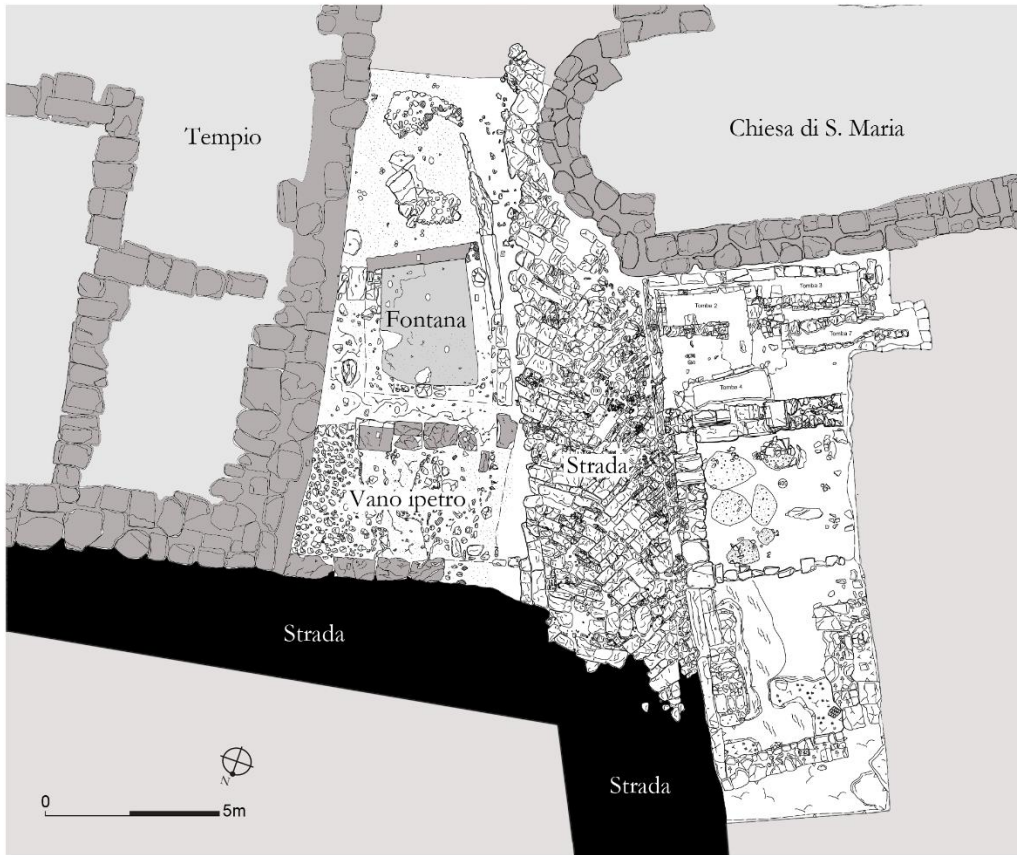 Tempio
Chiesa di S. Maria
Tomba 3
Tomba 2
Tomba 7
Fontana
Tomba 4
Strada
Vano ipetro
Strada
Strada
N
0
5m